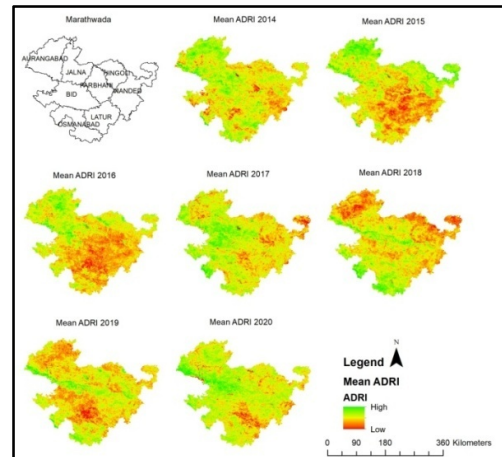 Marathwada
Mean ADRI 2014
Mean ADRI 2015
AURANGABAD
JALNA
HINGOLI
PARBHANI
NANDED
BID
LATUR
OSMANABAD
Mean ADRI 2016
Mean ADRI 2017
Mean ADRI 2018
Mean ADRI 2019
Mean ADRI 2020
N
Legend
Mean ADRI
ADRI
High
Low
0 90 180 360 Kilometers